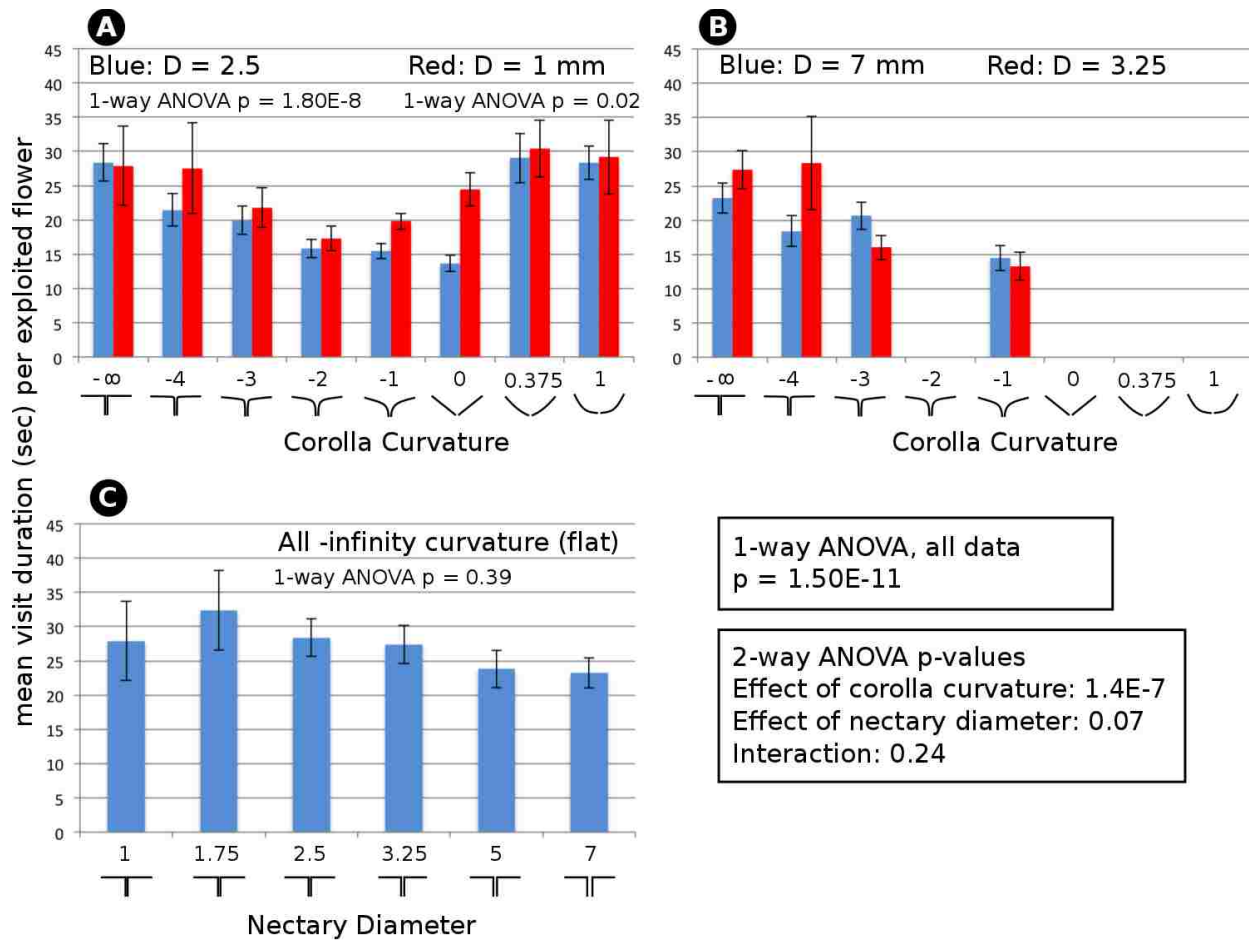 A
45
40
35
30
25
20
15
10
5
0
Blue: D = 2.5
Red: D = 1 mm
1-way ANOVA p = 1.80E-8
1-way ANOVA p = 0.02
-∞ -4 -3 -2 -1 0 0.375 1
Corolla Curvature
B
45
40
35
30
25
20
15
10
5
0
Blue: D = 7 mm
Red: D = 3.25
-∞ -4 -3 -2 -1 0 0.375 1
Corolla Curvature
mean visit duration (sec) per exploited flower
C
45
40
35
30
25
20
15
10
5
0
All -infinity curvature (flat)
1-way ANOVA p = 0.39
1 1.75 2.5 3.25 5 7
Nectary Diameter
1-way ANOVA, all data
p = 1.50E-11
2-way ANOVA p-values
Effect of corolla curvature: 1.4E-7
Effect of nectary diameter: 0.07
Interaction: 0.24